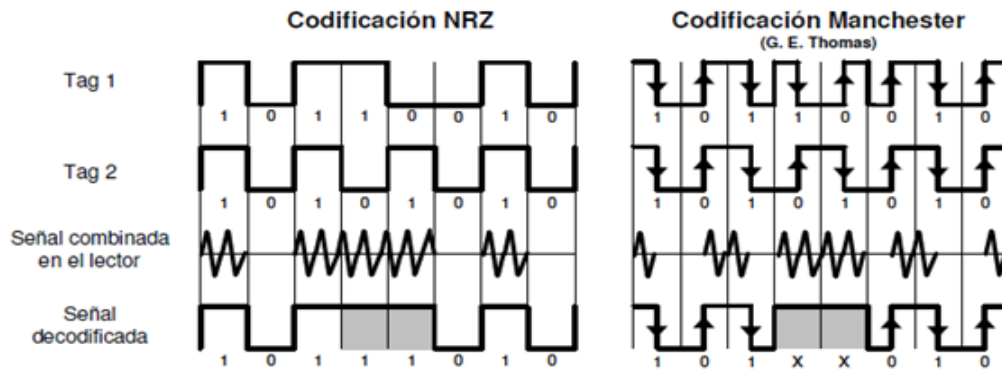 Codificación NRZ
Codificación Manchester
(G. E. Thomas)
Tag 1
1 0 1 1 0 0 1 0
1 0 1 1 0 0 1 0
Tag 2
1 0 1 0 1 0 1 0
1 0 1 0 1 0 1 0
Señal combinada
en el lector
Señal
decodificada
1 0 1 1 1 0 1 0
1 0 1 X X 0 1 0